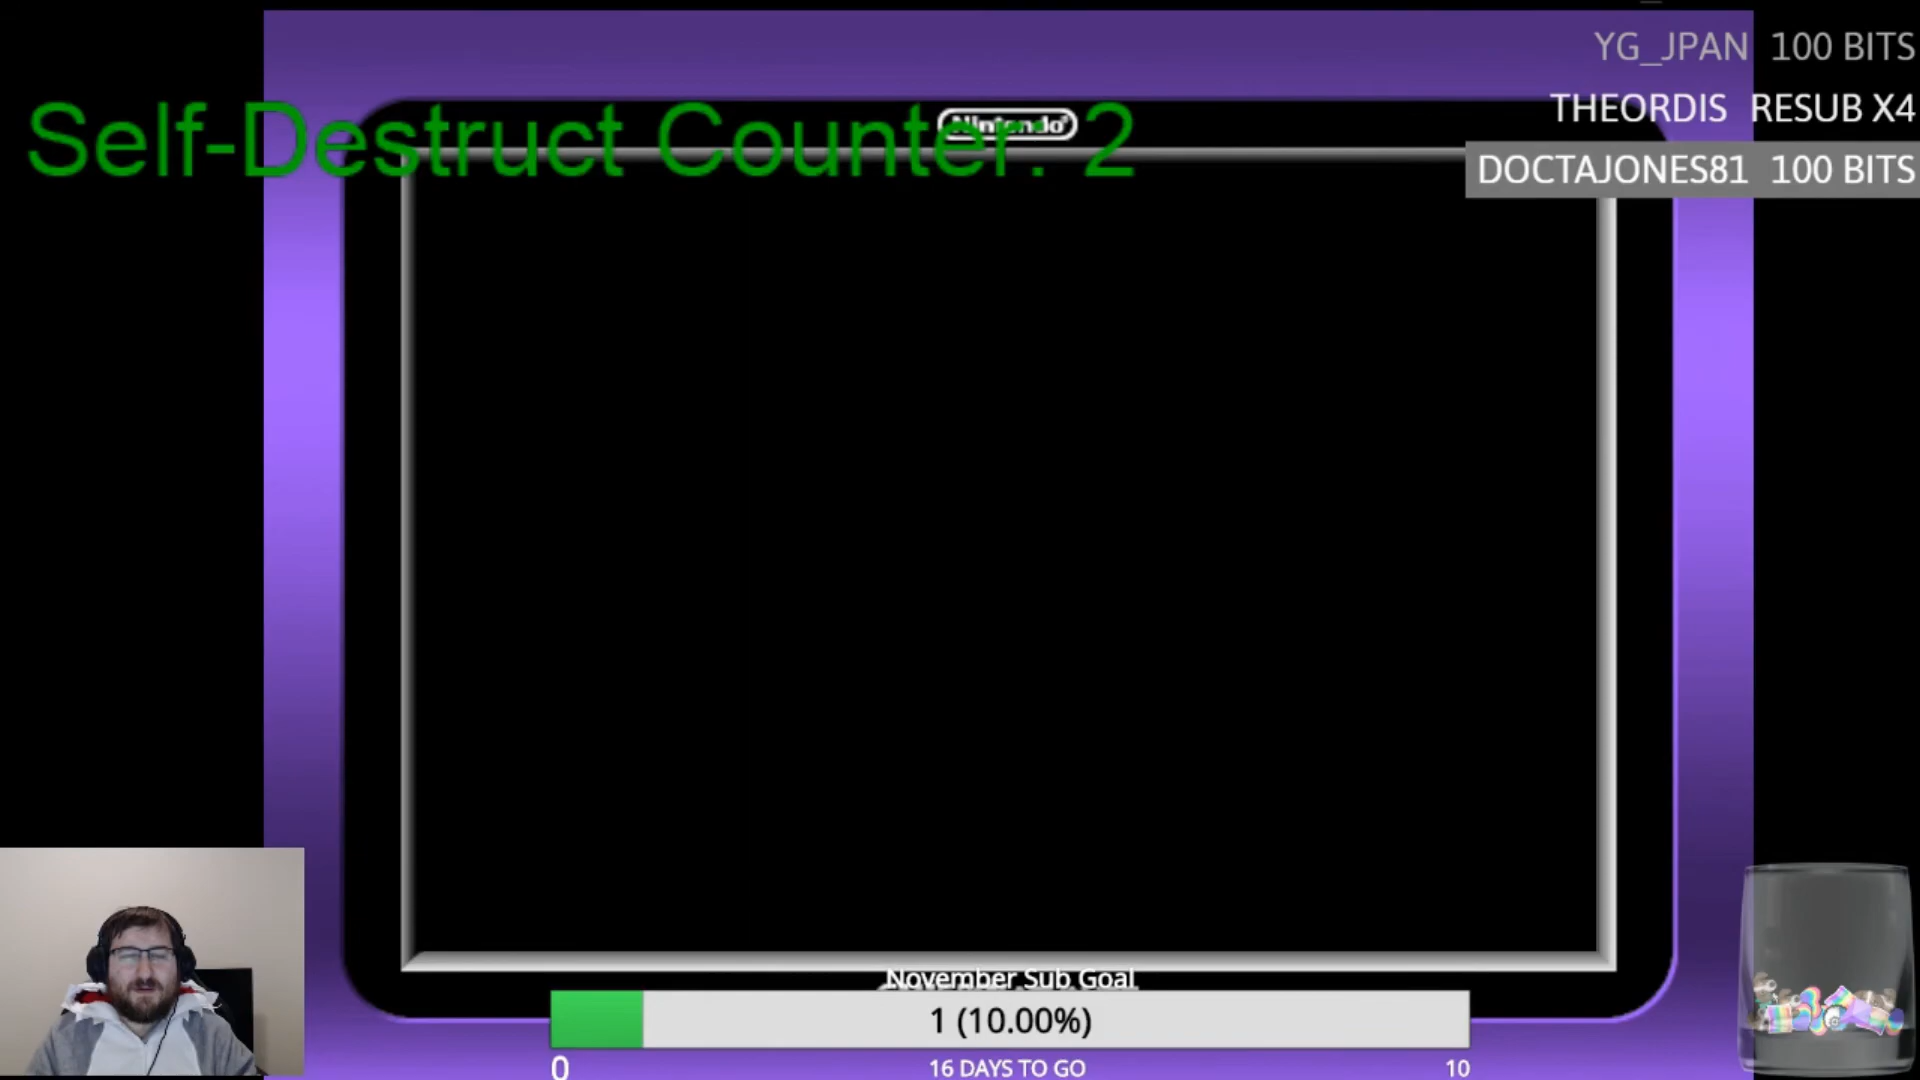 YG_JPAN 100 BITS
THEORDIS RESUB X4
DOCTAJONES81 100 BITS
Self-Destruct Counter: 2
Nintendo
November Sub Goal
1 (10.00%)
0
16 DAYS TO GO
10